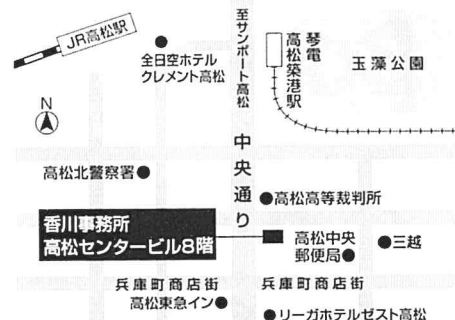 JR高松駅
全日空ホテル
クレメント高松
至サンポート高松
琴電
高松築港駅
玉藻公園
N
中央通り
高松北警察署
高松高等裁判所
香川事務所
高松センタービル8階
高松中央
郵便局
三越
兵庫町商店街
兵庫町商店街
高松東急イン
リーガホテルゼスト高松